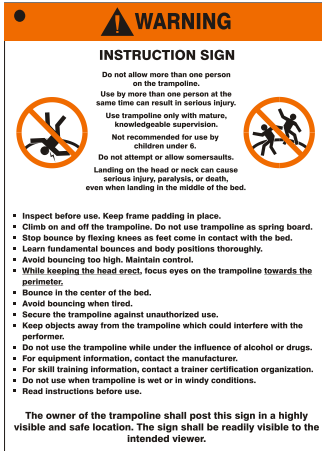 WARNING
INSTRUCTION SIGN
Do not allow more than one person
on the trampoline.
Use by more than one person at the
same time can result in serious injury.
Use trampoline only with mature,
knowledgeable supervision.
Not recommended for use by
children under 6.
Do not attempt or allow somersaults.
Landing on the head or neck can cause
serious injury, paralysis, or death,
even when landing in the middle of the bed.
▪ Inspect before use. Keep frame padding in place.
▪ Climb on and off the trampoline. Do not use trampoline as spring board.
▪ Stop bounce by flexing knees as feet come in contact with the bed.
▪ Learn fundamental bounces and body positions thoroughly.
▪ Avoid bouncing too high. Maintain control.
▪ While keeping the head erect, focus eyes on the trampoline towards the
perimeter.
▪ Bounce in the center of the bed.
▪ Avoid bouncing when tired.
▪ Secure the trampoline against unauthorized use.
▪ Keep objects away from the trampoline which could interfere with the
performer.
▪ Do not use the trampoline while under the influence of alcohol or drugs.
▪ For equipment information, contact the manufacturer.
▪ For skill training information, contact a trainer certification organization.
▪ Do not use when trampoline is wet or in windy conditions.
▪ Read instructions before use.
The owner of the trampoline shall post this sign in a highly
visible and safe location. The sign shall be readily visible to the
intended viewer.